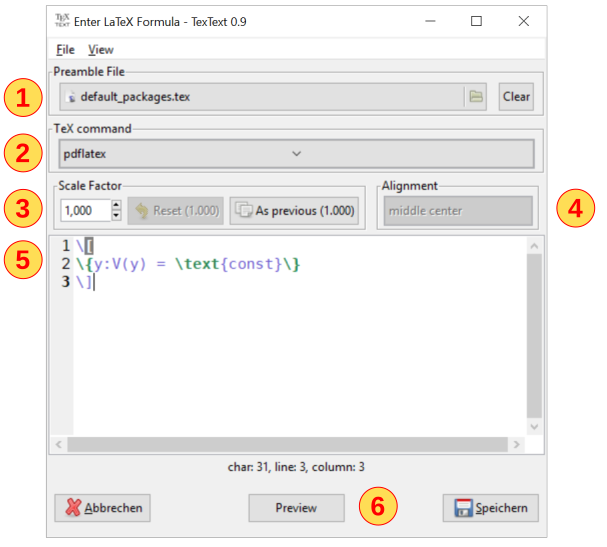 TEX TEXT Enter LaTeX Formula - TexText 0.9
File View
Preamble File
1 default_packages.tex Clear
TeX command
2 pdflatex
Scale Factor Alignment
3 1,000 Reset (1.000) As previous (1.000) middle center 4
5 1 \[
2 \{y:V(y) = \text{const}\}
3 \]
char: 31, line: 3, column: 3
Abbrechen Preview 6 Speichern